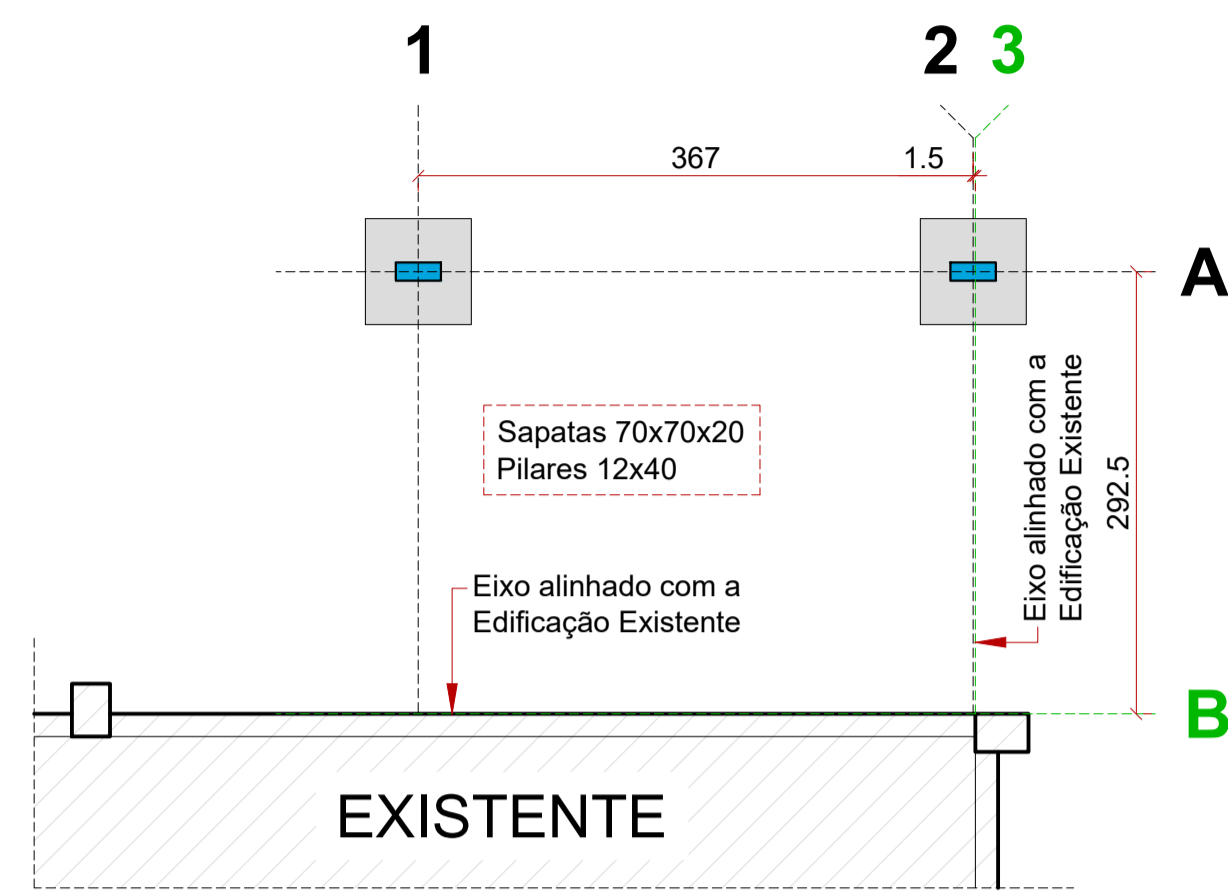 1
2 3
367
1.5
A
Sapatas 70x70x20
Pilares 12x40
Eixo alinhado com a
Edificação Existente
292.5
Eixo alinhado com a
Edificação Existente
B
EXISTENTE